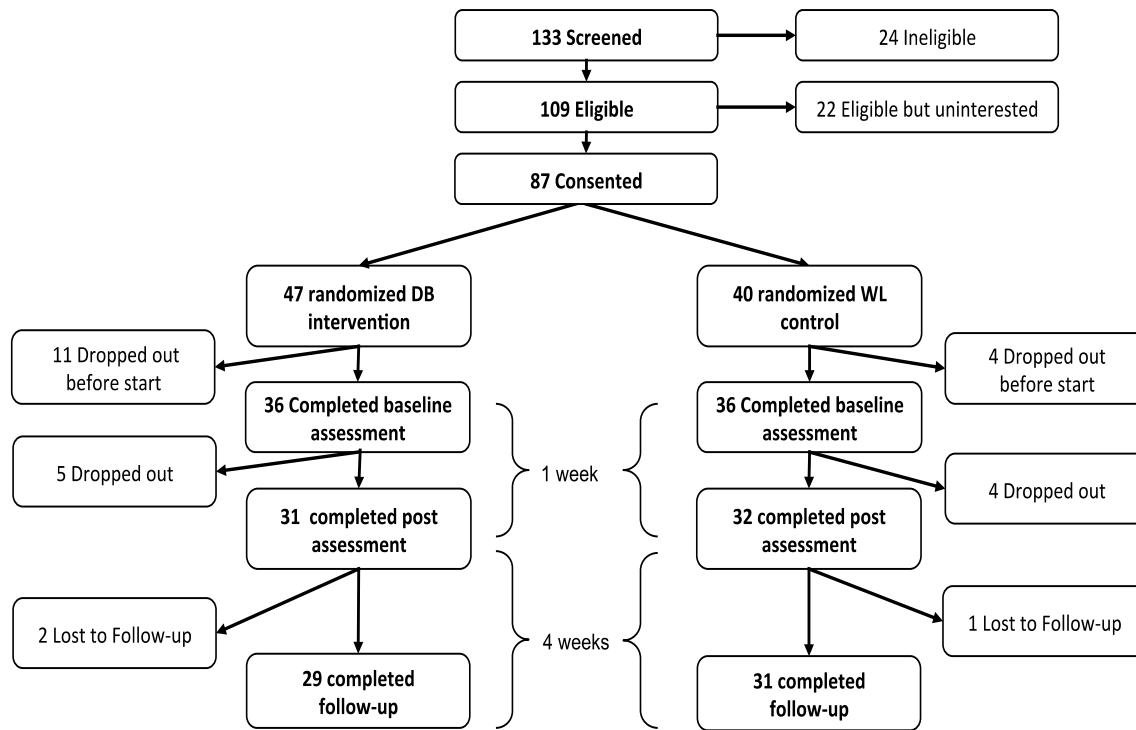 133 Screened
24 Ineligible
109 Eligible
22 Eligible but uninterested
87 Consented
47 randomized DB
intervention
40 randomized WL
control
11 Dropped out
before start
4 Dropped out
before start
36 Completed baseline
assessment
36 Completed baseline
assessment
1 week
5 Dropped out
4 Dropped out
31 completed post
assessment
32 completed post
assessment
2 Lost to Follow-up
4 weeks
1 Lost to Follow-up
29 completed
follow-up
31 completed
follow-up